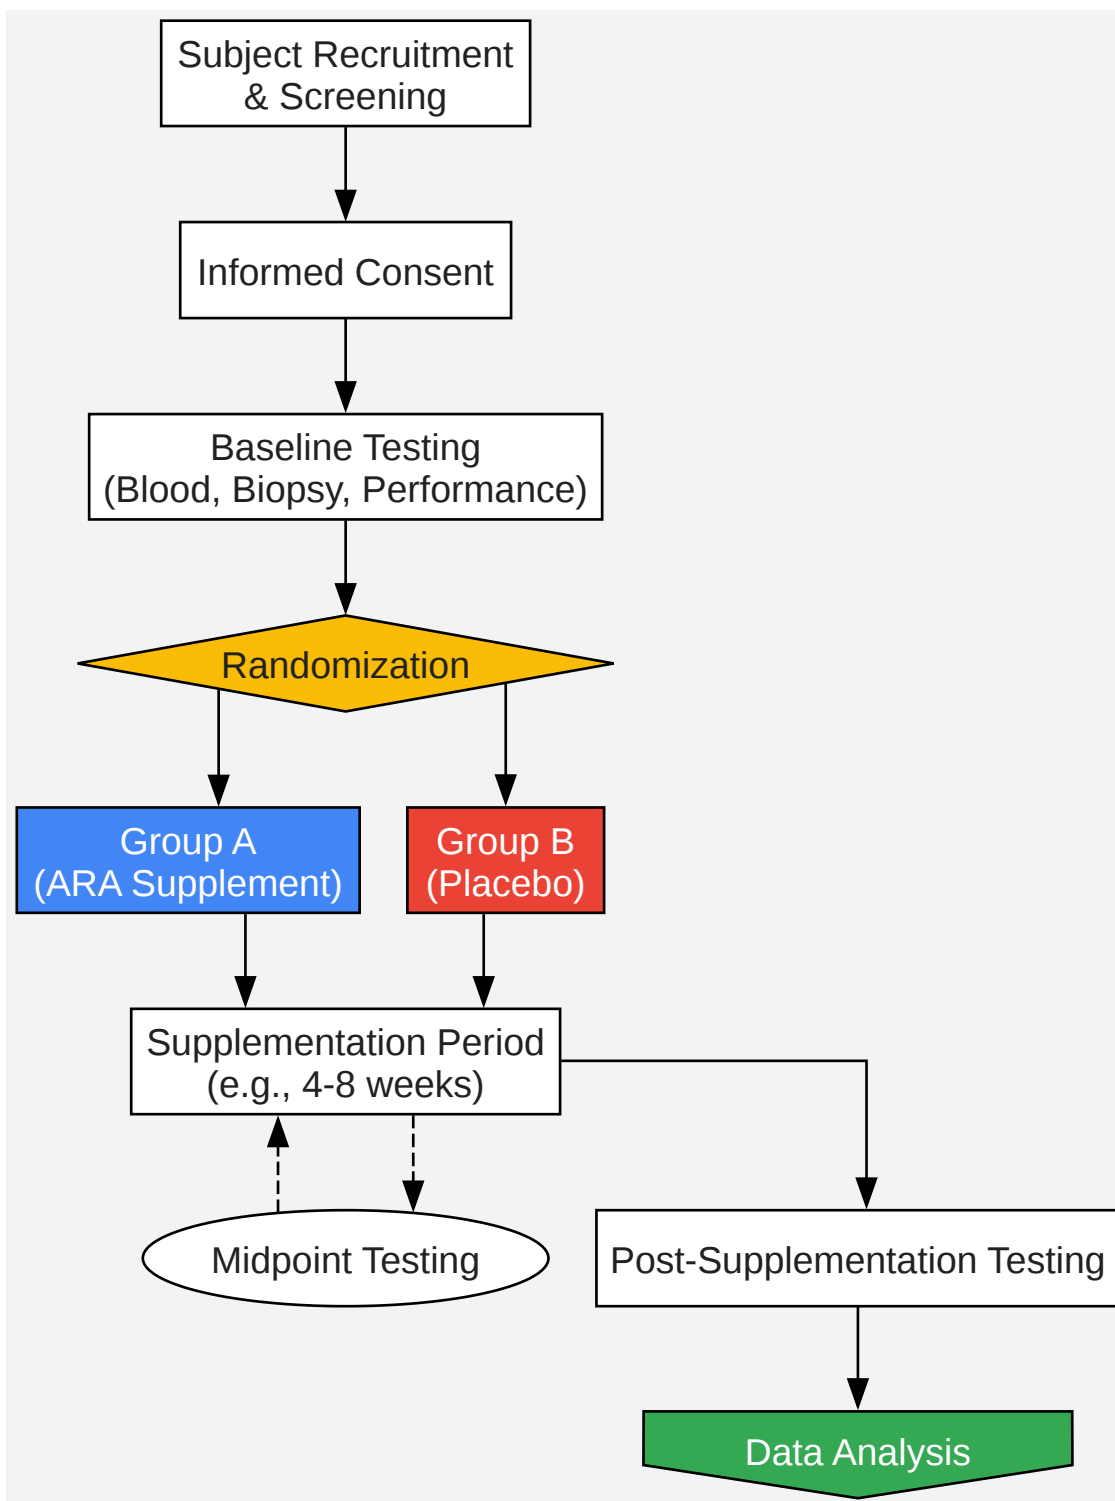 Subject Recruitment
& Screening
Informed Consent
Baseline Testing
(Blood, Biopsy, Performance)
Randomization
Group A
(ARA Supplement)
Group B
(Placebo)
Supplementation Period
(e.g., 4-8 weeks)
Midpoint Testing
Post-Supplementation Testing
Data Analysis